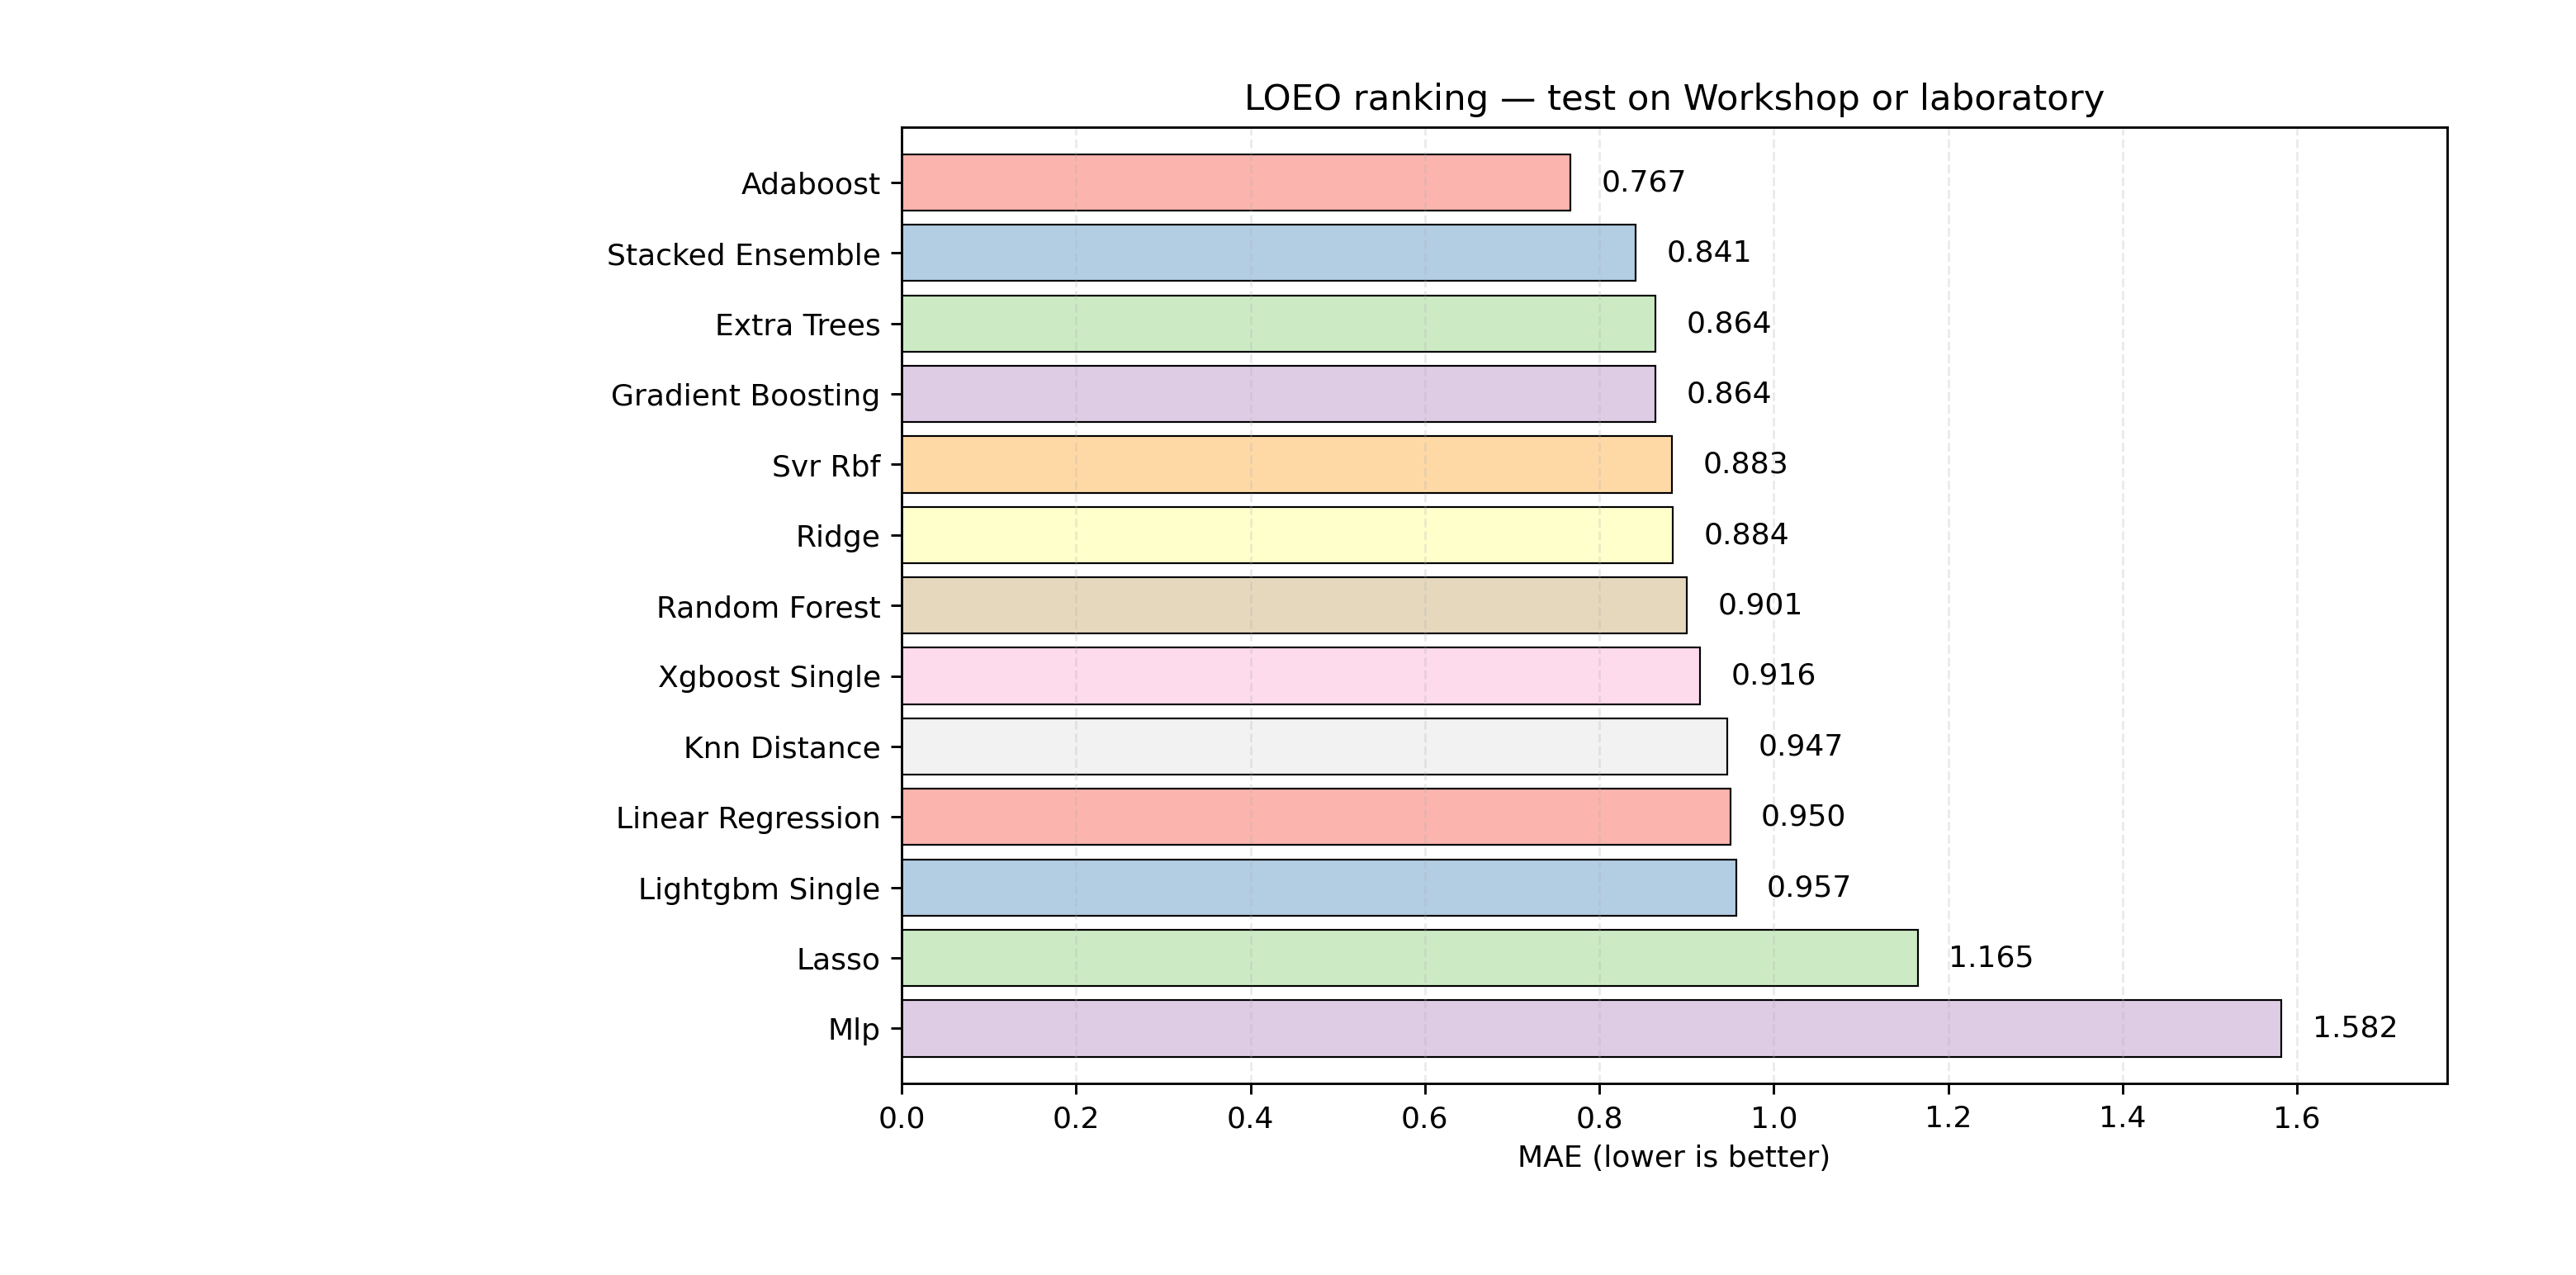 LOEO ranking — test on Workshop or laboratory
Adaboost 0.767
Stacked Ensemble 0.841
Extra Trees 0.864
Gradient Boosting 0.864
Svr Rbf 0.883
Ridge 0.884
Random Forest 0.901
Xgboost Single 0.916
Knn Distance 0.947
Linear Regression 0.950
Lightgbm Single 0.957
Lasso 1.165
Mlp 1.582
0.0 0.2 0.4 0.6 0.8 1.0 1.2 1.4 1.6
MAE (lower is better)